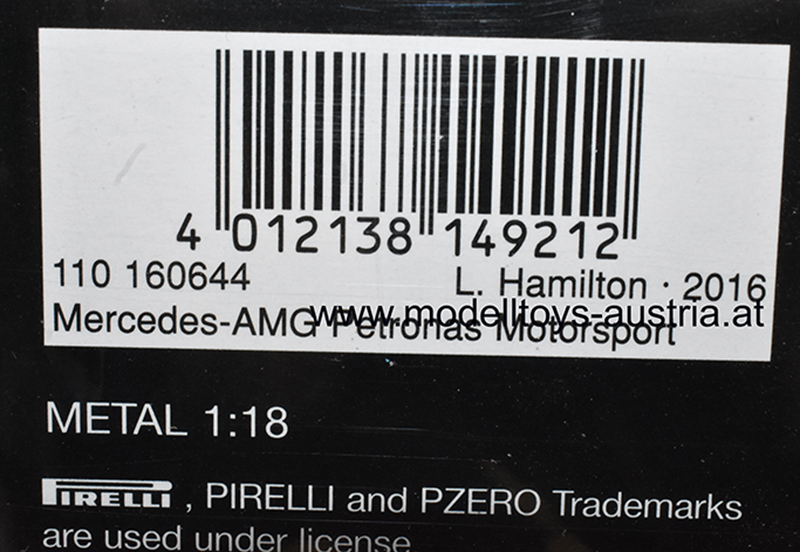 4 012138 149212
110 160644 L. Hamilton · 2016
Mercedes-AMG Petronas Motorsport
www.modelltoys-austria.at
METAL 1:18
PIRELLI , PIRELLI and PZERO Trademarks
are used under license